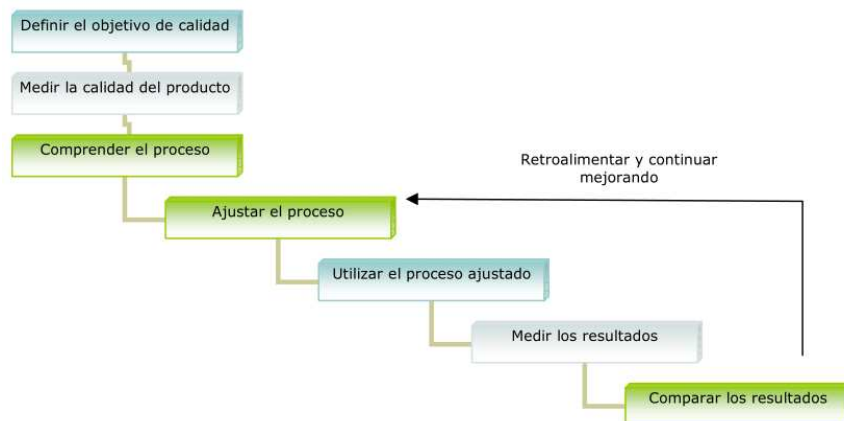 Definir el objetivo de calidad
Medir la calidad del producto
Comprender el proceso
Retroalimentar y continuar
mejorando
Ajustar el proceso
Utilizar el proceso ajustado
Medir los resultados
Comparar los resultados